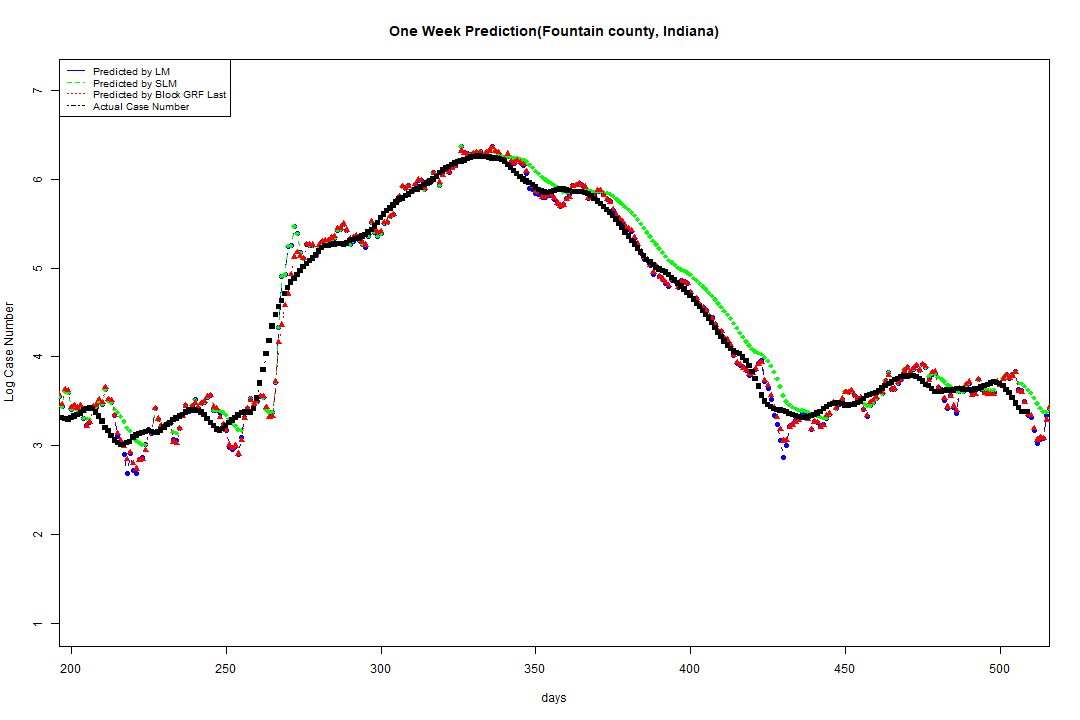 One Week Prediction(Fountain county, Indiana)
Predicted by LM
Predicted by SLM
Predicted by Block GRF Last
Actual Case Number
7
6
5
4
3
2
1
Log Case Number
200 250 300 350 400 450 500
days